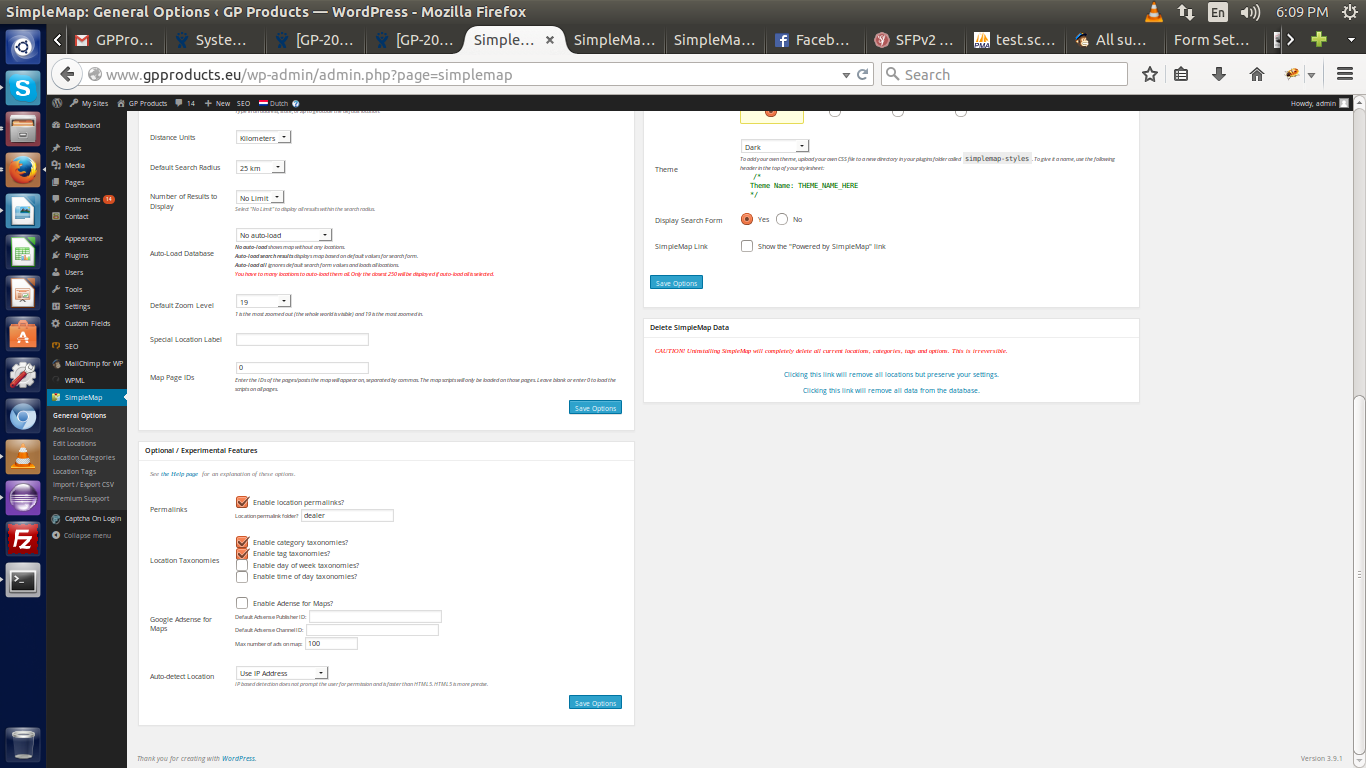 SimpleMap: General Options ‹ GP Products — WordPress - Mozilla Firefox
En
6:09 PM
GPPro...
Syste...
[GP-20...
[GP-20...
Simple...
SimpleMa...
SimpleMa...
Faceb...
SFPv2 ...
test.sc...
All su...
Form Set...
www.gpproducts.eu/wp-admin/admin.php?page=simplemap
Search
My Sites
GP Products
14
New
SEO
Dutch
Howdy, admin
Dashboard
Posts
Media
Pages
Comments 14
Contact
Appearance
Plugins
Users
Tools
Settings
Custom Fields
SEO
MailChimp for WP
WPML
SimpleMap
General Options
Add Location
Edit Locations
Location Categories
Location Tags
Import / Export CSV
Premium Support
Captcha On Login
Collapse menu
Distance Units
Kilometers
Default Search Radius
25 km
Number of Results to
Display
No Limit
Select "No Limit" to display all results within the search radius.
Auto-Load Database
No auto-load
No auto-load shows map without any locations.
Auto-load search results displays map based on default values for search form.
Auto-load all ignores default search form values and loads all locations.
You have to many locations to auto-load them all. Only the closest 250 will be displayed if auto-load all is selected.
Default Zoom Level
19
1 is the most zoomed out (the whole world is visible) and 19 is the most zoomed in.
Special Location Label
Map Page IDs
0
Enter the IDs of the pages/posts the map will appear on, separated by commas. The map scripts will only be loaded on those pages. Leave blank or enter 0 to load the
scripts on all pages.
Save Options
Optional / Experimental Features
See the Help page for an explanation of these options.
Permalinks
Enable location permalinks?
Location permalink folder?
dealer
Location Taxonomies
Enable category taxonomies?
Enable tag taxonomies?
Enable day of week taxonomies?
Enable time of day taxonomies?
Google Adsense for
Maps
Enable Adense for Maps?
Default Adsense Publisher ID:
Default Adsense Channel ID:
Max number of ads on map:
100
Auto-detect Location
Use IP Address
IP based detection does not prompt the user for permission and is faster than HTML5. HTML5 is more precise.
Save Options
Theme
Dark
To add your own theme, upload your own CSS file to a new directory in your plugins folder called simplemap-styles . To give it a name, use the following
header in the top of your stylesheet:
/*
Theme Name: THEME_NAME_HERE
*/
Display Search Form
Yes
No
SimpleMap Link
Show the "Powered by SimpleMap" link
Save Options
Delete SimpleMap Data
CAUTION! Uninstalling SimpleMap will completely delete all current locations, categories, tags and options. This is irreversible.
Clicking this link will remove all locations but preserve your settings.
Clicking this link will remove all data from the database.
Thank you for creating with WordPress.
Version 3.9.1